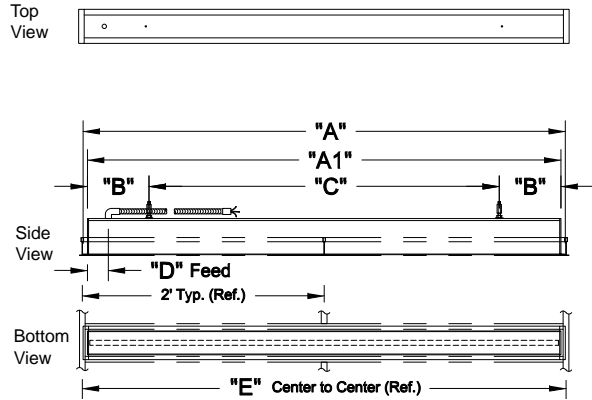 Top
View
"A"
"A1"
"B" "C" "B"
Side
View
"D" Feed
2' Typ. (Ref.)
Bottom
View
"E" Center to Center (Ref.)